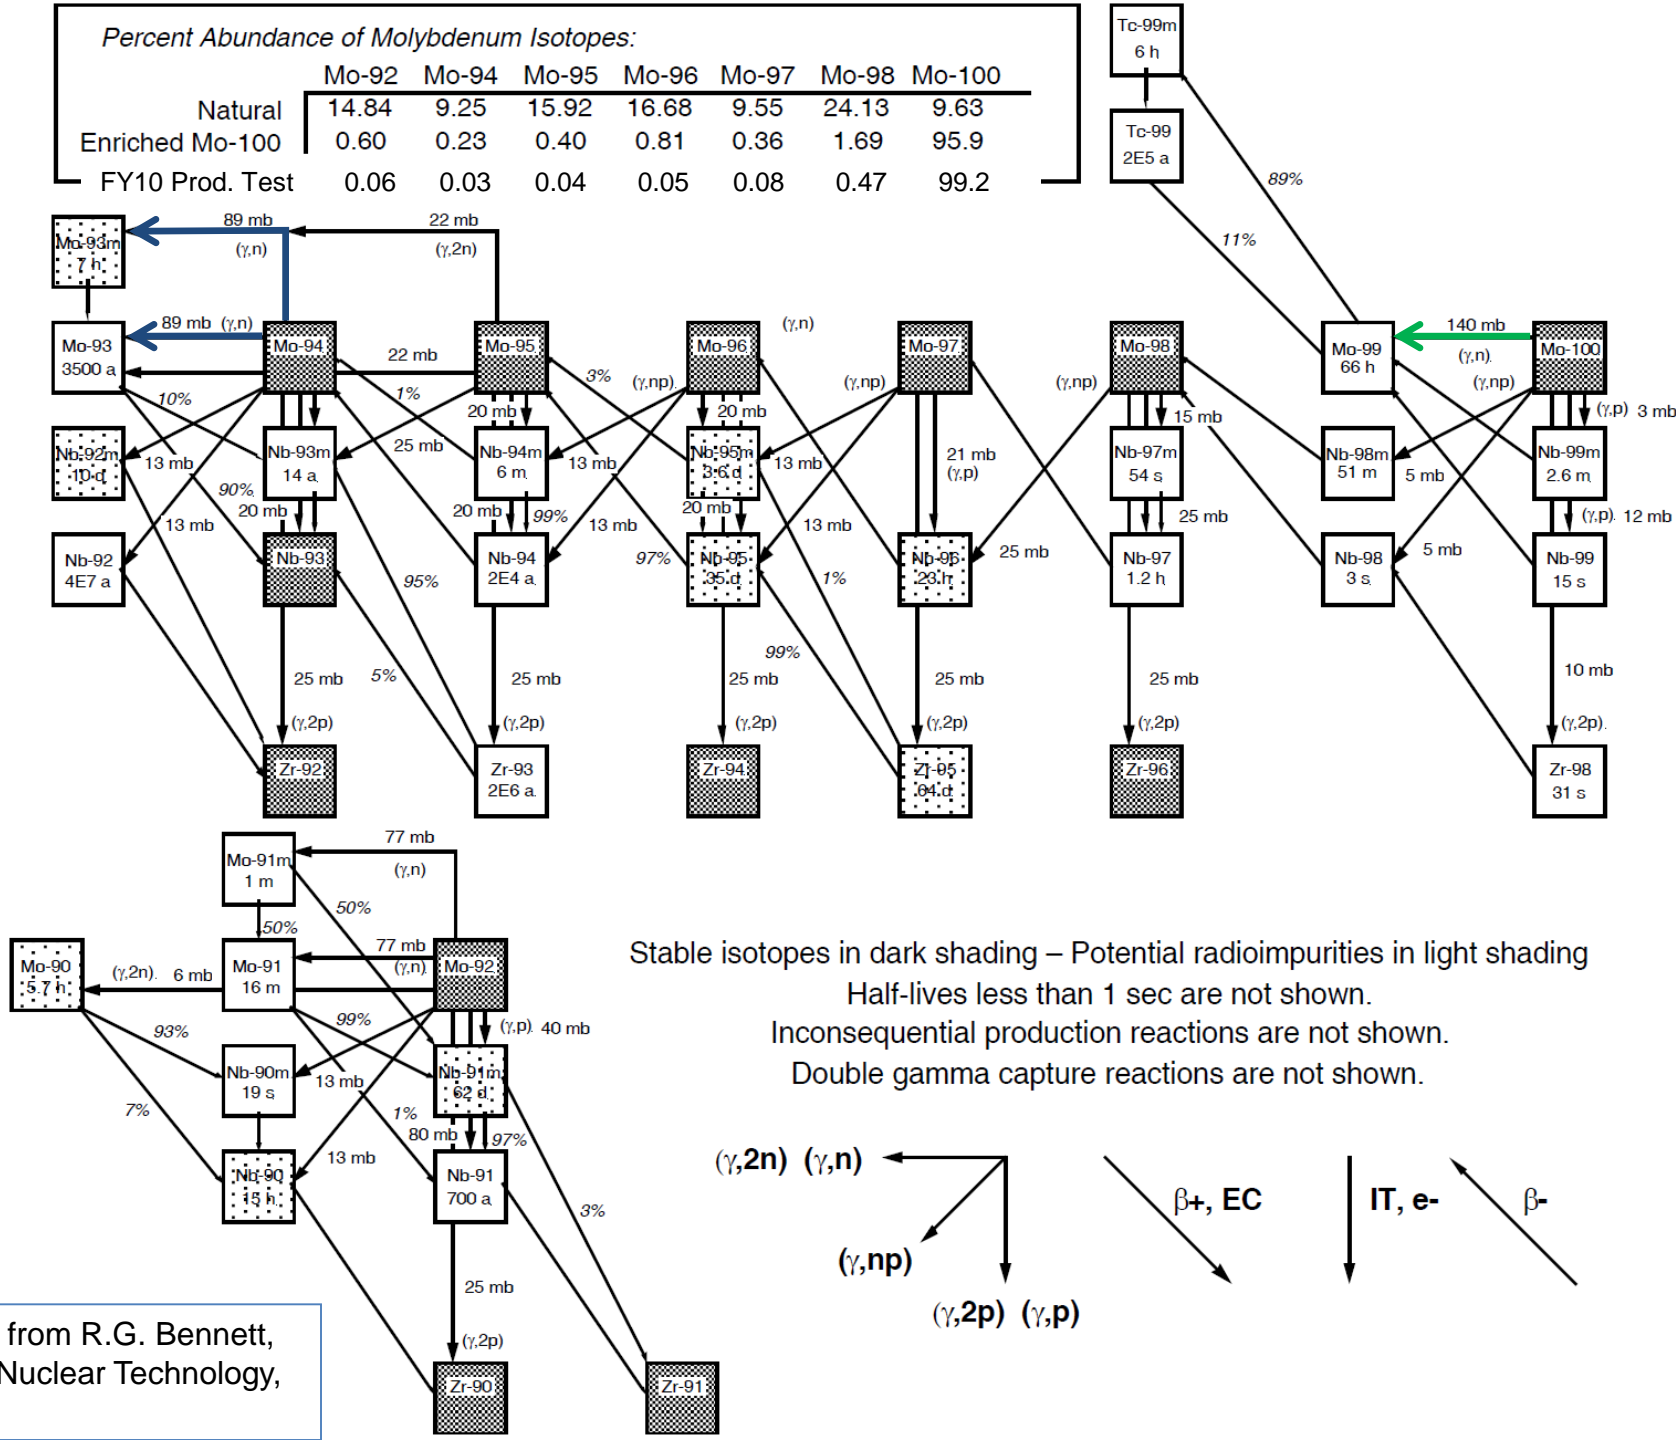 Percent Abundance of Molybdenum Isotopes:
Mo-92 Mo-94 Mo-95 Mo-96 Mo-97 Mo-98 Mo-100
Natural 14.84 9.25 15.92 16.68 9.55 24.13 9.63
Enriched Mo-100 0.60 0.23 0.40 0.81 0.36 1.69 95.9
FY10 Prod. Test 0.06 0.03 0.04 0.05 0.08 0.47 99.2
Tc-99m
6 h
Tc-99
2E5 a
89%
11%
89 mb
(γ,n)
22 mb
(γ,2n)
Mo-93m
7 h
Mo-93
3500 a
89 mb (γ,n)
Mo-94
22 mb
Mo-95
Mo-96
(γ,n)
Mo-97
Mo-98
Mo-99
66 h
140 mb
(γ,n)
Mo-100
10%
1%
3%
(γ,np)
(γ,np)
(γ,np)
(γ,np)
(γ,p) 3 mb
20 mb
20 mb
15 mb
Nb-92m
10 d
13 mb
Nb-93m
14 a
25 mb
Nb-94m
6 m
13 mb
Nb-95m
3.6 d
13 mb
21 mb
(γ,p)
Nb-97m
54 s
Nb-98m
51 m
5 mb
Nb-99m
2.6 m
90%
20 mb
13 mb
20 mb
99%
13 mb
20 mb
13 mb
25 mb
(γ,p) 12 mb
Nb-92
4E7 a
Nb-93
95%
Nb-94
2E4 a
97%
Nb-95
35 d
1%
Nb-96
23 h
25 mb
Nb-97
1.2 h
Nb-98
3 s
5 mb
Nb-99
15 s
99%
25 mb
5%
25 mb
25 mb
25 mb
25 mb
10 mb
(γ,2p)
(γ,2p)
(γ,2p)
(γ,2p)
(γ,2p)
(γ,2p)
Zr-92
Zr-93
2E6 a
Zr-94
Zr-95
64 d
Zr-96
Zr-98
31 s
Mo-91m
1 m
77 mb
(γ,n)
50%
50%
Mo-90
5.7 h
(γ,2n) 6 mb
Mo-91
16 m
77 mb
(γ,n)
Mo-92
93%
99%
(γ,p) 40 mb
Nb-90m
19 s
13 mb
Nb-91m
62 d
7%
1%
80 mb
97%
13 mb
Nb-90
15 h
Nb-91
700 a
3%
25 mb
(γ,2p)
Zr-90
Zr-91
Stable isotopes in dark shading – Potential radioimpurities in light shading
Half-lives less than 1 sec are not shown.
Inconsequential production reactions are not shown.
Double gamma capture reactions are not shown.
(γ,2n) (γ,n)
(γ,np)
(γ,2p) (γ,p)
β+, EC
IT, e-
β-
from R.G. Bennett,
Nuclear Technology,